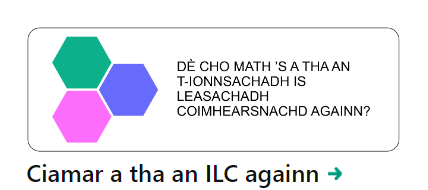 DÈ CHO MATH 'S A THA AN
T-IONNSACHADH IS
LEASACHADH
COIMHEARSNACHD AGAINN?
Ciamar a tha an ILC againn →